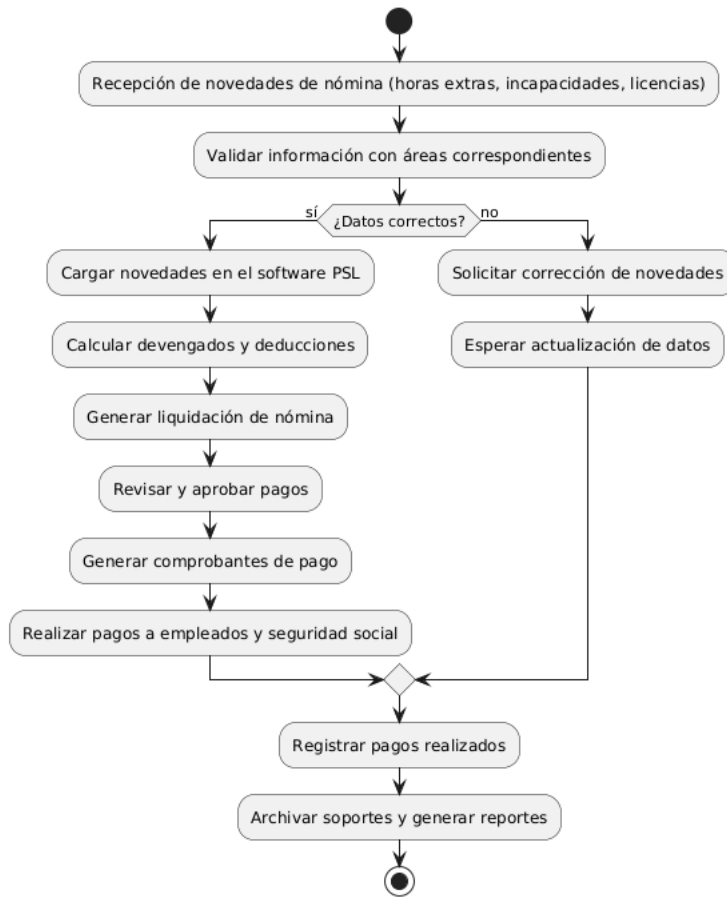 Recepción de novedades de nómina (horas extras, incapacidades, licencias)
Validar información con áreas correspondientes
sí
¿Datos correctos?
no
Cargar novedades en el software PSL
Solicitar corrección de novedades
Calcular devengados y deducciones
Esperar actualización de datos
Generar liquidación de nómina
Revisar y aprobar pagos
Generar comprobantes de pago
Realizar pagos a empleados y seguridad social
Registrar pagos realizados
Archivar soportes y generar reportes